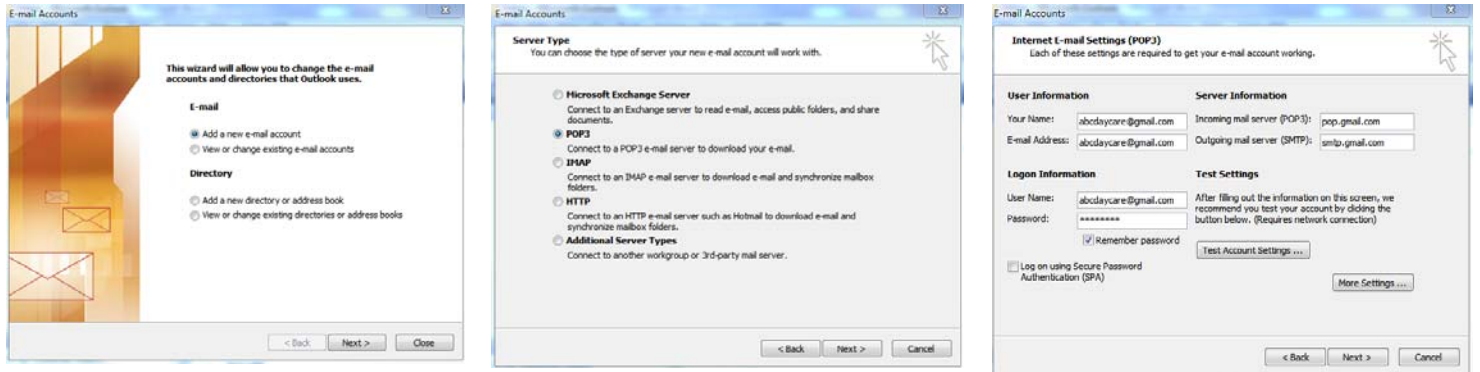 E-mail Accounts
This wizard will allow you to change the e-mail
accounts and directories that Outlook uses.
E-mail
Add a new e-mail account
View or change existing e-mail accounts
Directory
Add a new directory or address book
View or change existing directories or address books
< Back
Next >
Close
E-mail Accounts
Server Type
You can choose the type of server your new e-mail account will work with.
Microsoft Exchange Server
Connect to an Exchange server to read e-mail, access public folders, and share
documents.
POP3
Connect to a POP3 e-mail server to download your e-mail.
IMAP
Connect to an IMAP e-mail server to download e-mail and synchronize mailbox
folders.
HTTP
Connect to an HTTP e-mail server such as Hotmail to download e-mail and
synchronize mailbox folders.
Additional Server Types
Connect to another workgroup or 3rd-party mail server.
< Back
Next >
Cancel
E-mail Accounts
Internet E-mail Settings (POP3)
Each of these settings are required to get your e-mail account working.
User Information
Your Name: abcdaycare@gmail.com
E-mail Address: abcdaycare@gmail.com
Server Information
Incoming mail server (POP3): pop.gmail.com
Outgoing mail server (SMTP): smtp.gmail.com
Logon Information
User Name: abcdaycare@gmail.com
Password: ********
Remember password
Log on using Secure Password
Authentication (SPA)
Test Settings
After filling out the information on this screen, we
recommend you test your account by clicking the
button below. (Requires network connection)
Test Account Settings ...
More Settings ...
< Back
Next >
Cancel